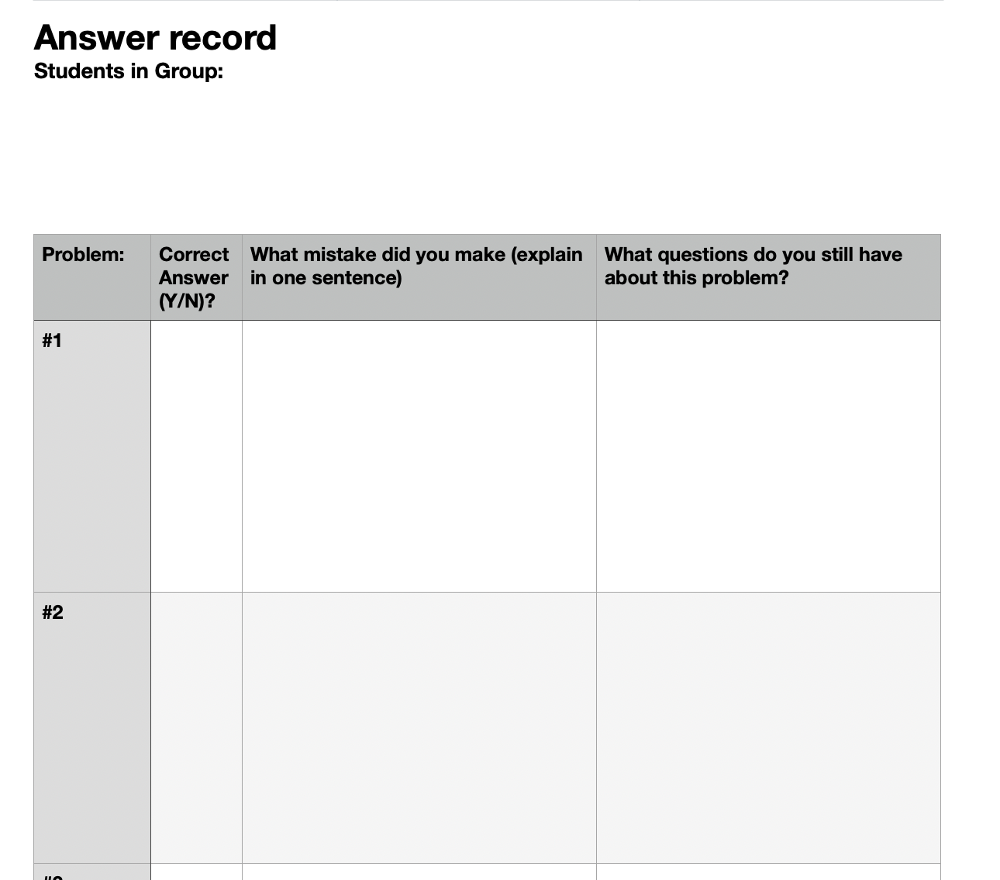 Answer record
Students in Group:
Problem:
Correct
Answer
(Y/N)?
What mistake did you make (explain
in one sentence)
What questions do you still have
about this problem?
#1
#2